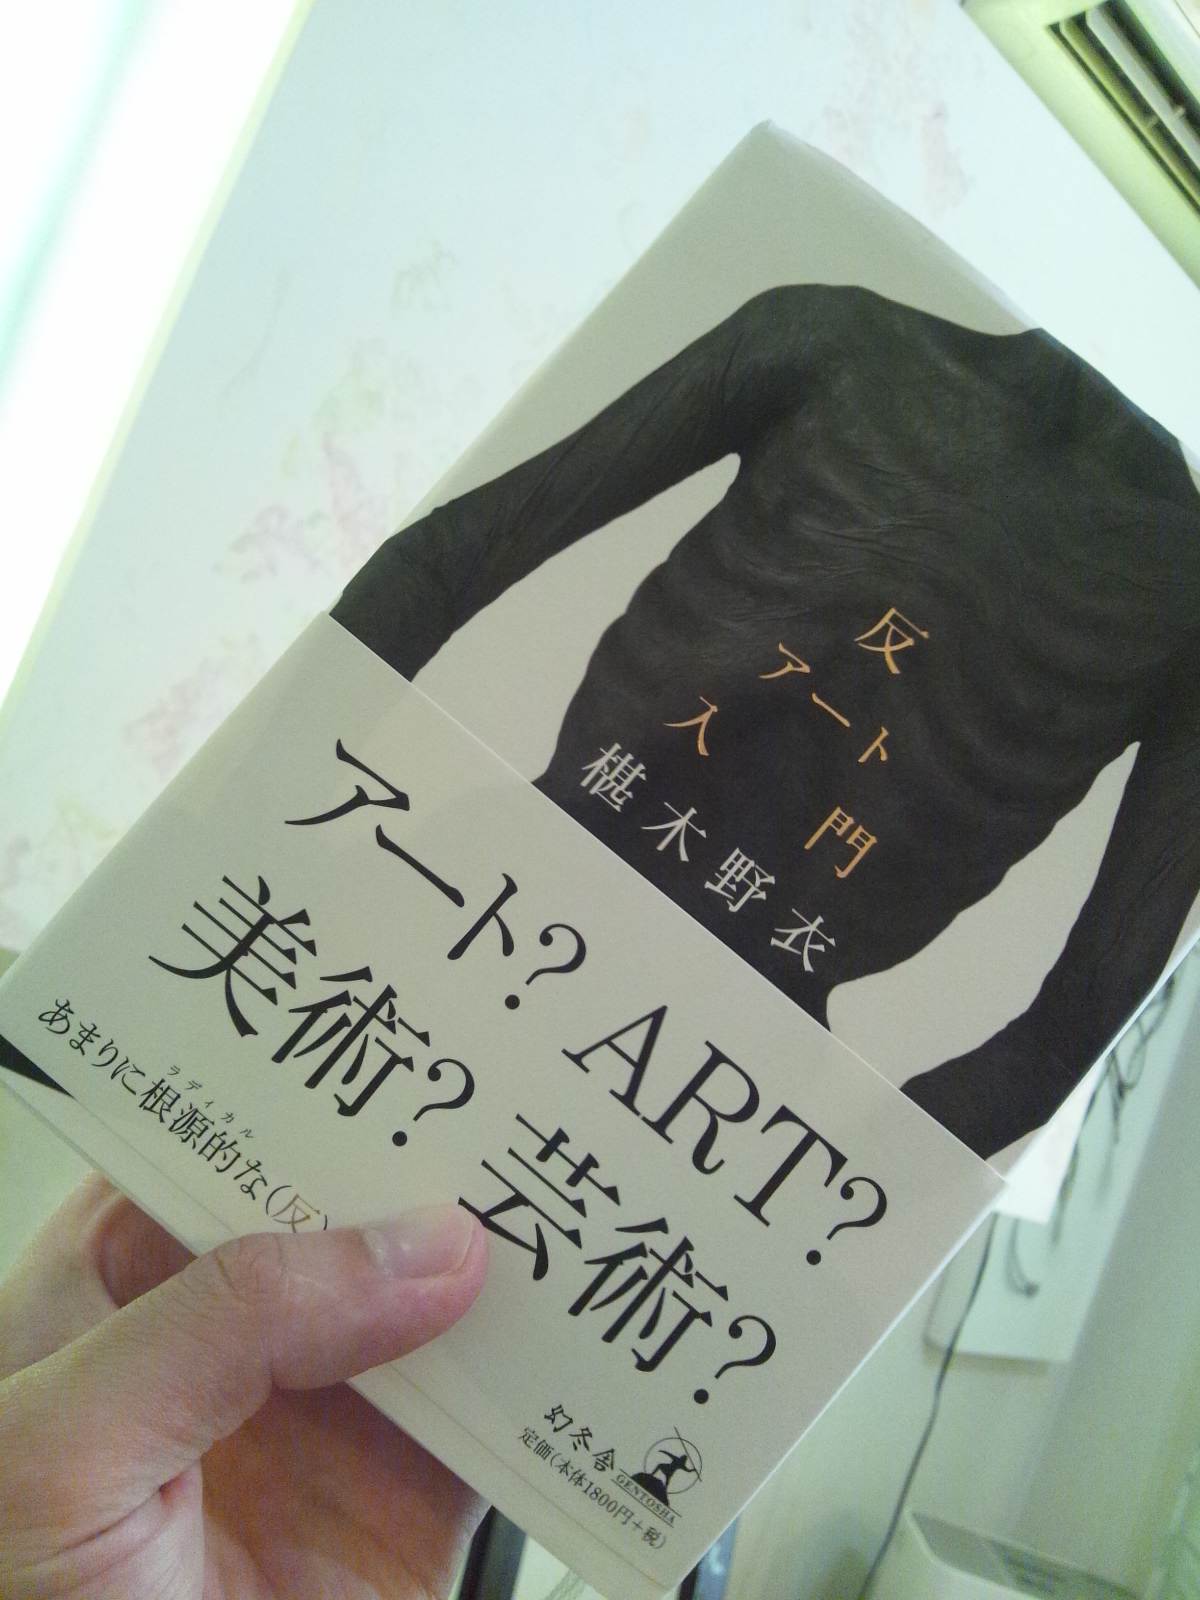 反
アート
入門
椹木野衣
アート? ART?
美術? 芸術?
ラディカル
あまりに根源的な(反)
幻冬舎
GENTOSHA
定価(本体1800円+税)